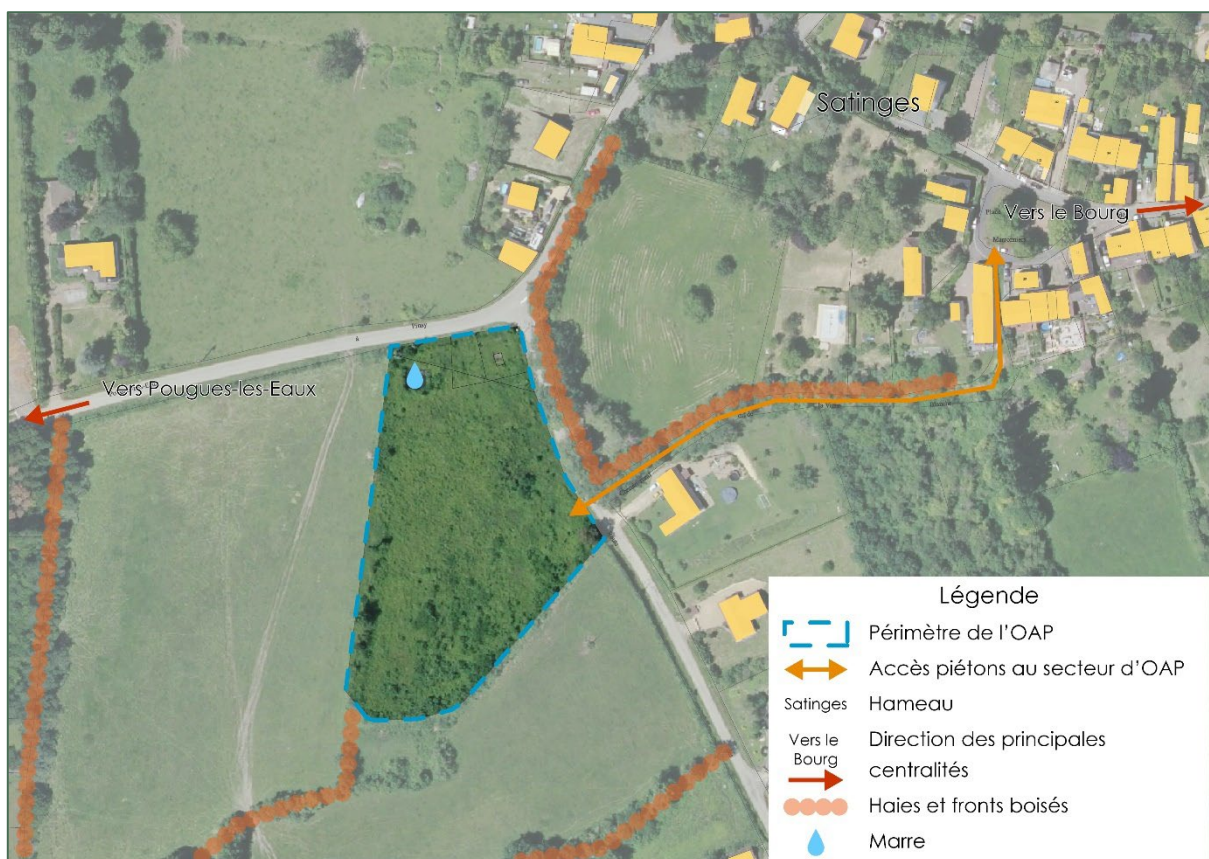 Satinges
Vers le Bourg
Vers Pougues-les-Eaux
Légende
Périmètre de l'OAP
Accès piétons au secteur d'OAP
Satinges Hameau
Vers le Bourg
Direction des principales centralités
Haies et fronts boisés
Marre